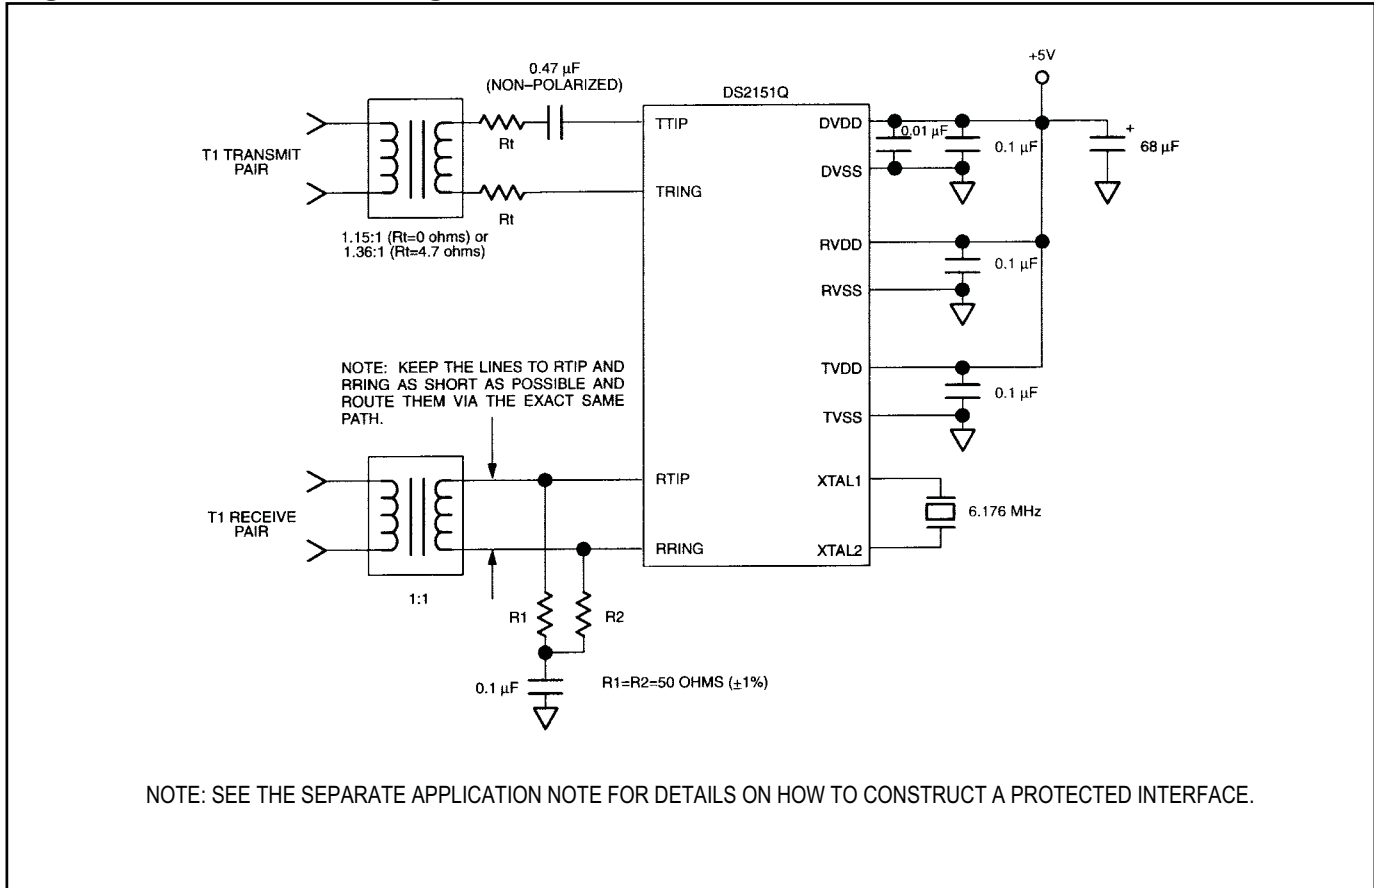 0.47 µF
(NON–POLARIZED)
+5V
DS2151Q
TTIP
DVDD
0.01 µF
0.1 µF
+
68 µF
Rt
T1 TRANSMIT
PAIR
DVSS
TRING
Rt
1.15:1 (Rt=0 ohms) or
1.36:1 (Rt=4.7 ohms)
RVDD
0.1 µF
RVSS
NOTE: KEEP THE LINES TO RTIP AND
RRING AS SHORT AS POSSIBLE AND
ROUTE THEM VIA THE EXACT SAME
PATH.
TVDD
0.1 µF
TVSS
RTIP
XTAL1
T1 RECEIVE
PAIR
6.176 MHz
RRING
XTAL2
1:1
R1
R2
0.1 µF
R1=R2=50 OHMS (±1%)
NOTE: SEE THE SEPARATE APPLICATION NOTE FOR DETAILS ON HOW TO CONSTRUCT A PROTECTED INTERFACE.